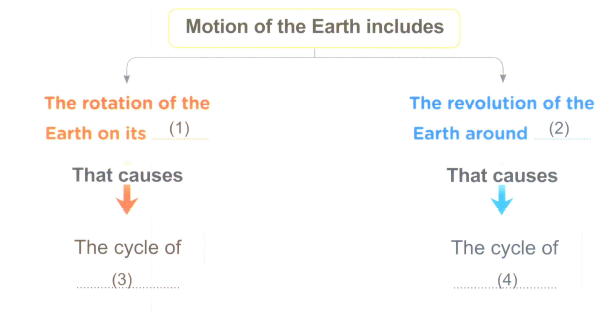 Motion of the Earth includes
The rotation of the
Earth on its (1)
That causes
The cycle of
(3)
The revolution of the
Earth around (2)
That causes
The cycle of
(4)